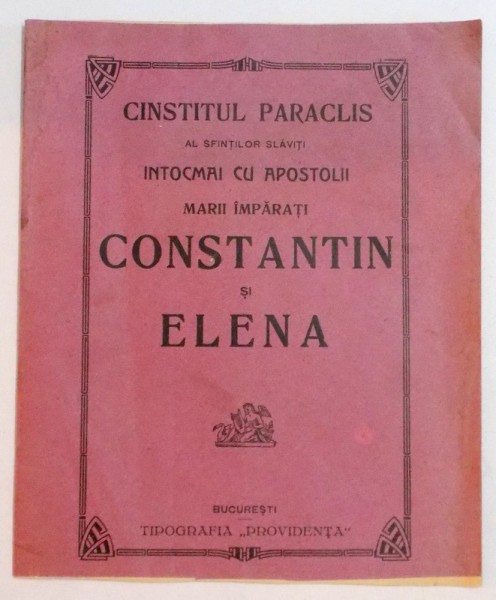 CINSTITUL PARACLIS
AL SFINȚILOR SLĂVIȚI
INTOCMAI CU APOSTOLII
MARII ÎMPĂRAȚI
CONSTANTIN
ȘI
ELENA
BUCUREȘTI
TIPOGRAFIA „PROVIDENȚA“